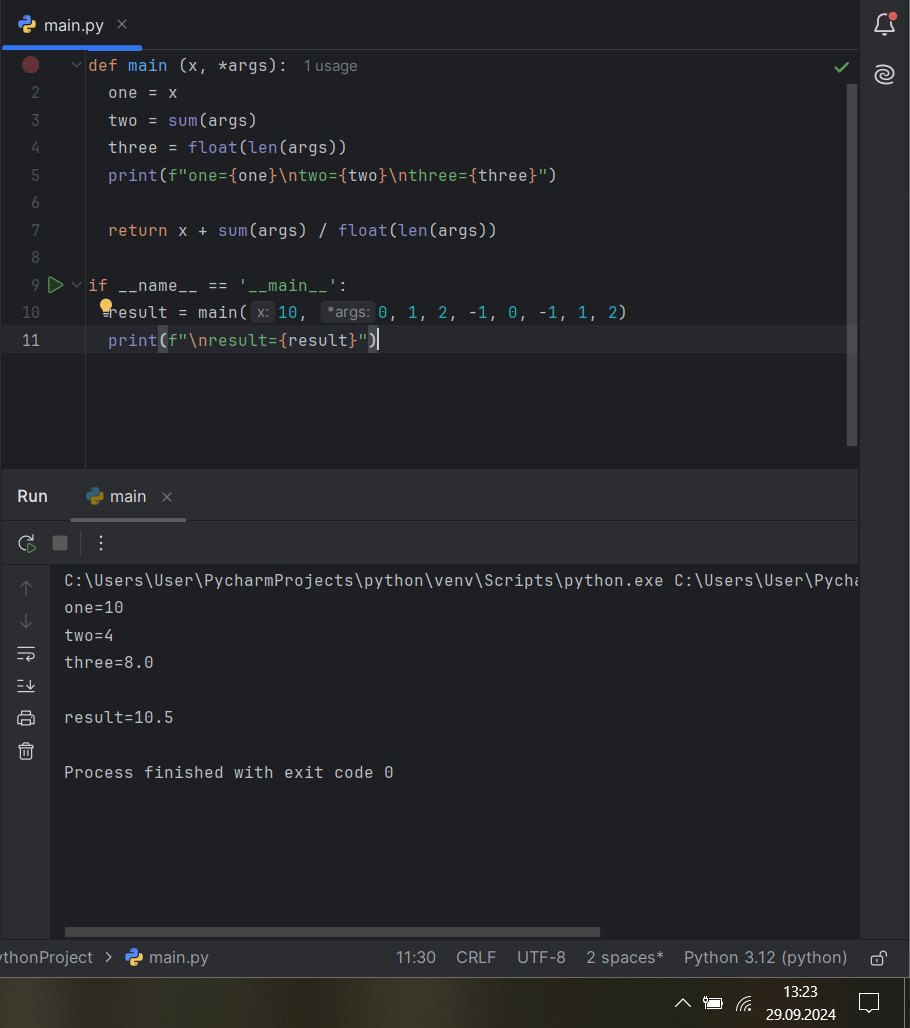 main.py
def main (x, *args): 1 usage
2 one = x
3 two = sum(args)
4 three = float(len(args))
5 print(f"one={one}\ntwo={two}\nthree={three}")
6
7 return x + sum(args) / float(len(args))
8
9 if __name__ == '__main__':
10 result = main( x: 10, *args: 0, 1, 2, -1, 0, -1, 1, 2)
11 print(f"\nresult={result}")
Run main
C:\Users\User\PycharmProjects\python\venv\Scripts\python.exe C:\Users\User\Pycha
one=10
two=4
three=8.0
result=10.5
Process finished with exit code 0
ythonProject > main.py 11:30 CRLF UTF-8 2 spaces* Python 3.12 (python)
13:23
29.09.2024